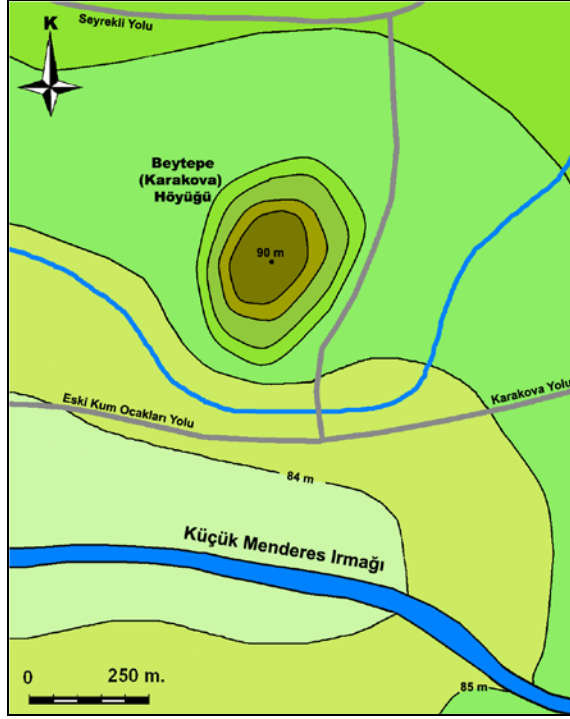 Seyrekli Yolu
K
Beytepe
(Karakova)
Höyüğü
90 m
Karakova Yolu
Eski Kum Ocakları Yolu
84 m
Küçük Menderes Irmağı
85 m
0 250 m.